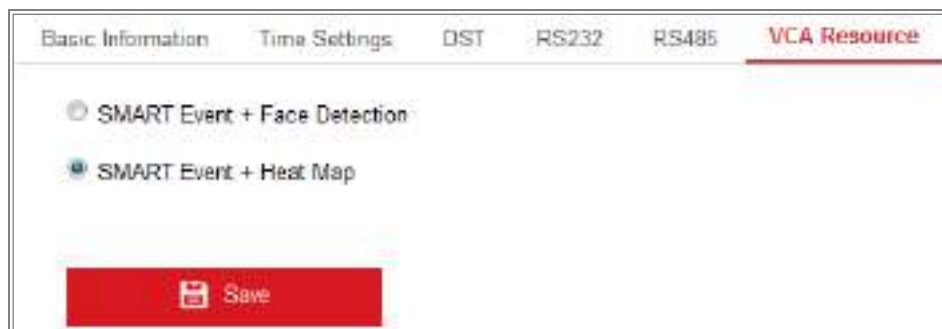 Basic Information Time Settings DST RS232 RS485 VCA Resource
SMART Event + Face Detection
SMART Event + Heat Map
Save